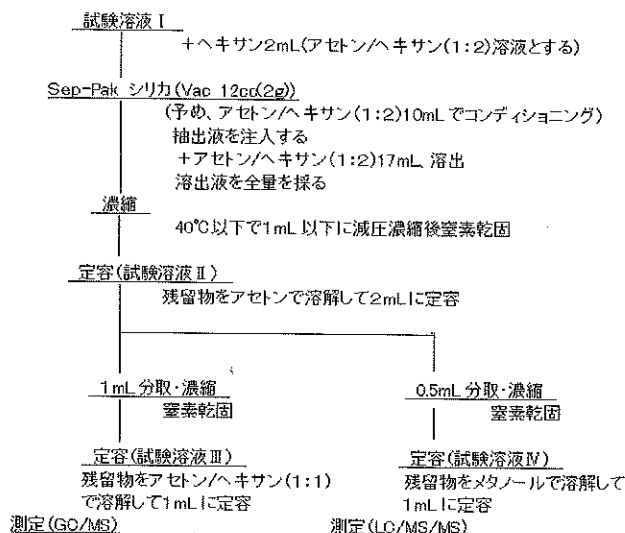 試験溶液Ⅰ
＋ヘキサン2mL(アセトン/ヘキサン(1:2)溶液とする)
Sep-Pak シリカ(Vac 12cc(2g))
(予め、アセトン/ヘキサン(1:2)10mLでコンディショニング)
抽出液を注入する
＋アセトン/ヘキサン(1:2)17mL、溶出
溶出液を全量を採る
濃縮
40℃以下で1mL以下に減圧濃縮後窒素乾固
定容(試験溶液Ⅱ)
残留物をアセトンで溶解して2mLに定容
1mL分取・濃縮
窒素乾固
定容(試験溶液Ⅲ)
残留物をアセトン/ヘキサン(1:1)
で溶解して1mLに定容
測定(GC/MS)
0.5mL分取・濃縮
窒素乾固
定容(試験溶液Ⅳ)
残留物をメタノールで溶解して
1mLに定容
測定(LC/MS/MS)